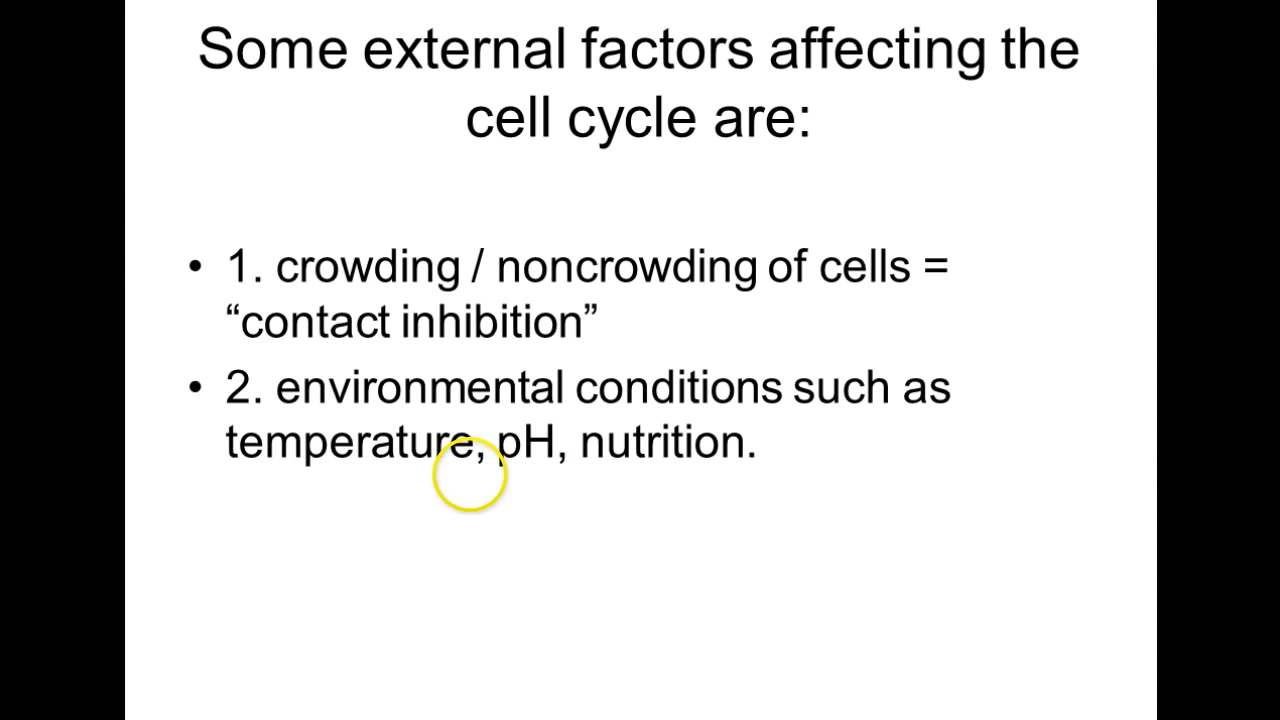 Some external factors affecting the
cell cycle are:
• 1. crowding / noncrowding of cells =
“contact inhibition”
• 2. environmental conditions such as
temperature, pH, nutrition.